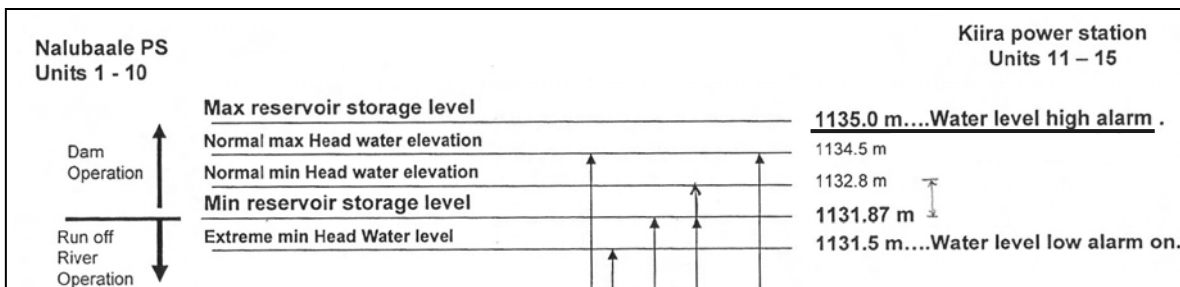 Nalubaale PS
Units 1 - 10
Kiira power station
Units 11 – 15
Max reservoir storage level
1135.0 m....Water level high alarm .
Normal max Head water elevation
1134.5 m
Dam
Operation
Normal min Head water elevation
1132.8 m
Min reservoir storage level
1131.87 m
Run off
River
Operation
Extreme min Head Water level
1131.5 m....Water level low alarm on.